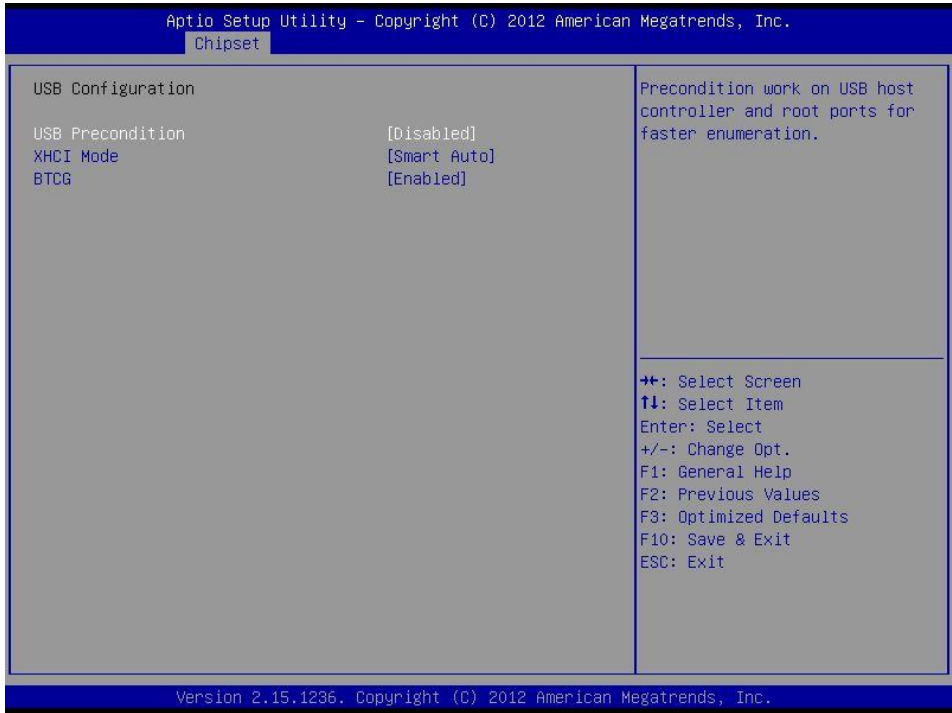 Aptio Setup Utility – Copyright (C) 2012 American Megatrends, Inc.
Chipset
USB Configuration
USB Precondition [Disabled]
XHCI Mode [Smart Auto]
BTCG [Enabled]
Precondition work on USB host
controller and root ports for
faster enumeration.
→←: Select Screen
↑↓: Select Item
Enter: Select
+/-: Change Opt.
F1: General Help
F2: Previous Values
F3: Optimized Defaults
F10: Save & Exit
ESC: Exit
Version 2.15.1236. Copyright (C) 2012 American Megatrends, Inc.